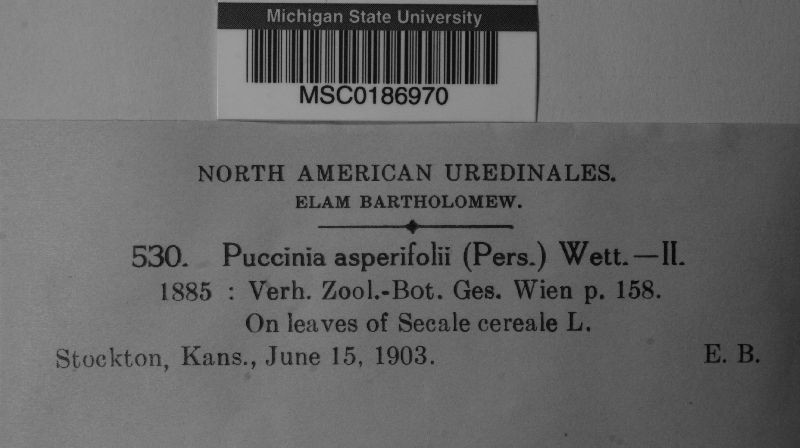 Michigan State University
MSC0186970
NORTH AMERICAN UREDINALES.
ELAM BARTHOLOMEW.
530. Puccinia asperifolii (Pers.) Wett.—II.
1885 : Verh. Zool.-Bot. Ges. Wien p. 158.
On leaves of Secale cereale L.
Stockton, Kans., June 15, 1903. E. B.